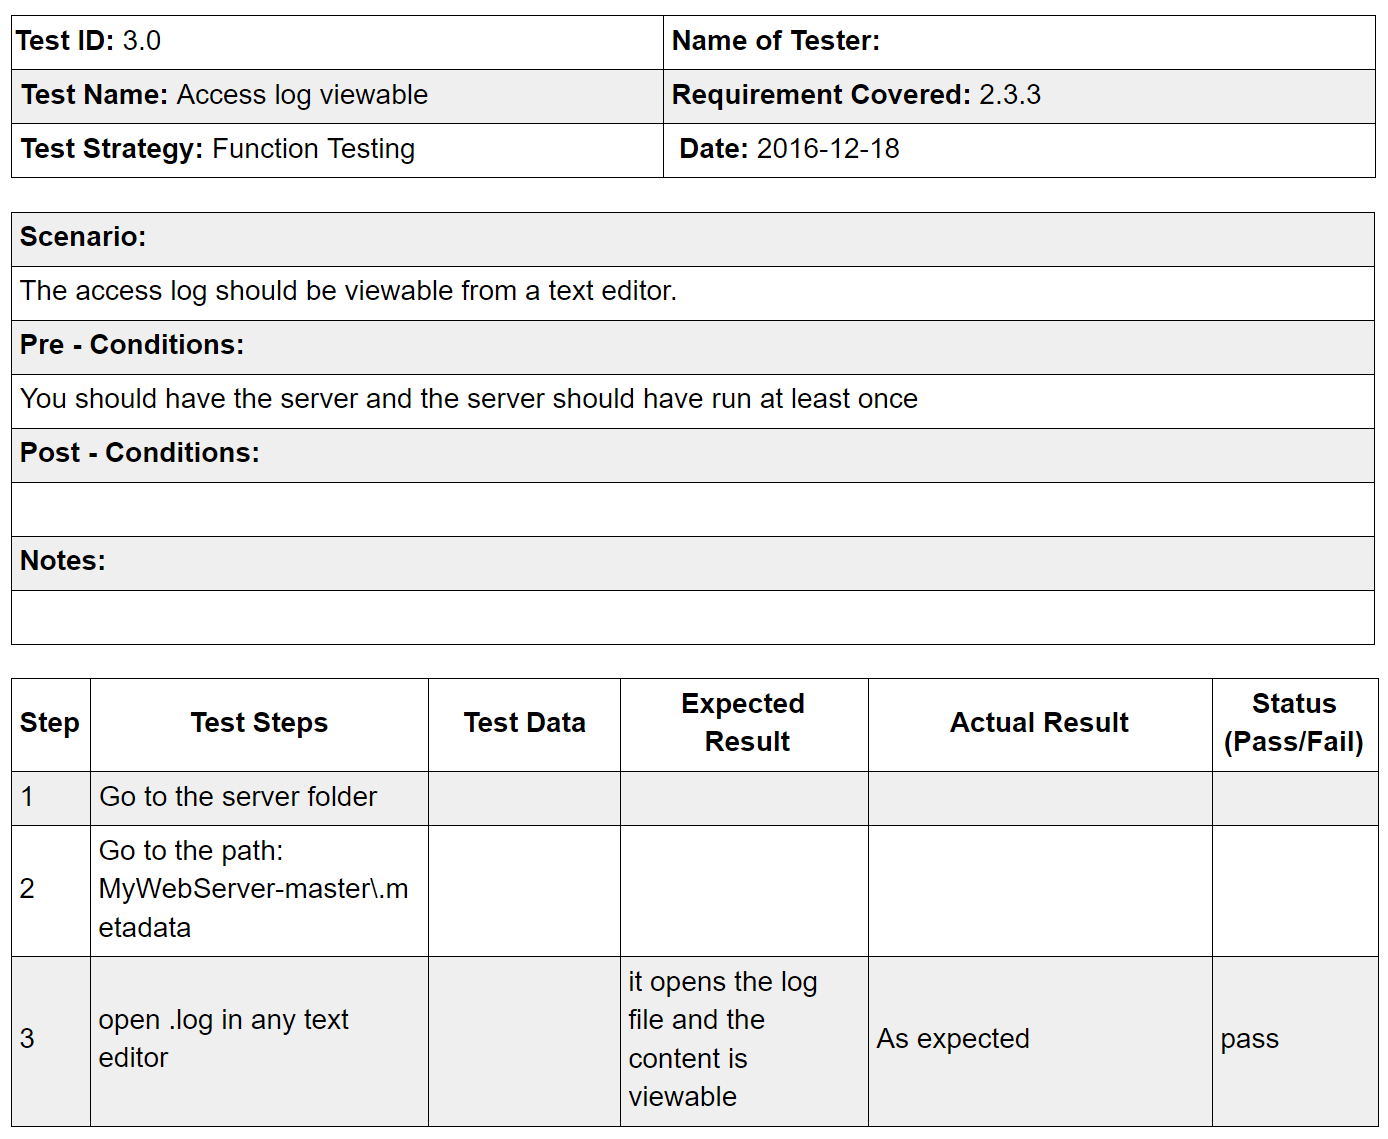 Test ID: 3.0
Name of Tester:
Test Name: Access log viewable
Requirement Covered: 2.3.3
Test Strategy: Function Testing
Date: 2016-12-18
Scenario:
The access log should be viewable from a text editor.
Pre - Conditions:
You should have the server and the server should have run at least once
Post - Conditions:
Notes:
Step
Test Steps
Test Data
Expected
Result
Actual Result
Status
(Pass/Fail)
1
Go to the server folder
2
Go to the path:
MyWebServer-master\.m
etadata
3
open .log in any text
editor
it opens the log
file and the
content is
viewable
As expected
pass